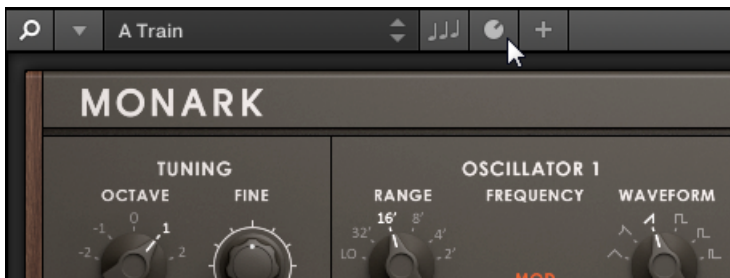 A Train
MONARK
TUNING
OSCILLATOR 1
OCTAVE FINE RANGE FREQUENCY WAVEFORM
0 16' 8'
-1 1 32' 4'
-2 2 LO 2'
MOD